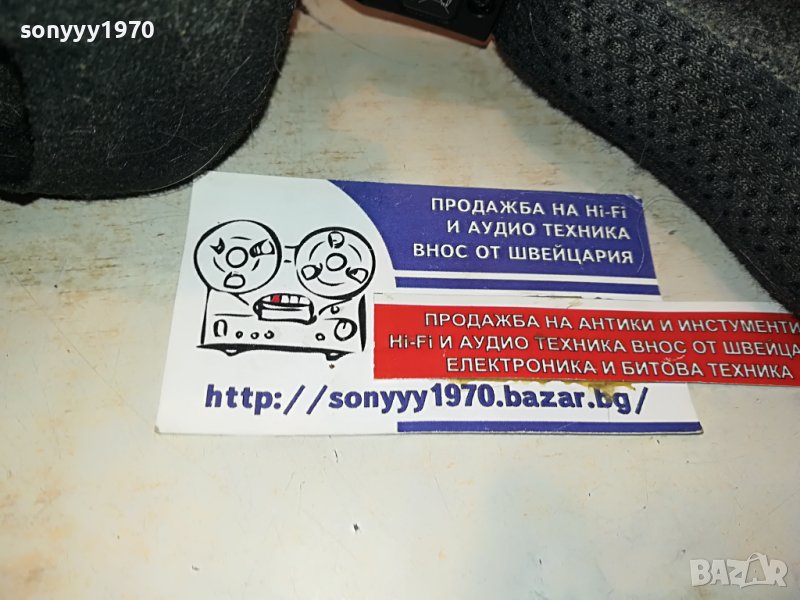 sonyyy1970
ПРОДАЖБА НА Hi-Fi
И АУДИО ТЕХНИКА
ВНОС ОТ ШВЕЙЦАРИЯ
ПРОДАЖБА НА АНТИКИ И ИНСТУМЕНТИ
Hi-Fi И АУДИО ТЕХНИКА ВНОС ОТ ШВЕЙЦА
ЕЛЕКТРОНИКА И БИТОВА ТЕХНИКА
http://sonyyy1970.bazar.bg/
BAZAR